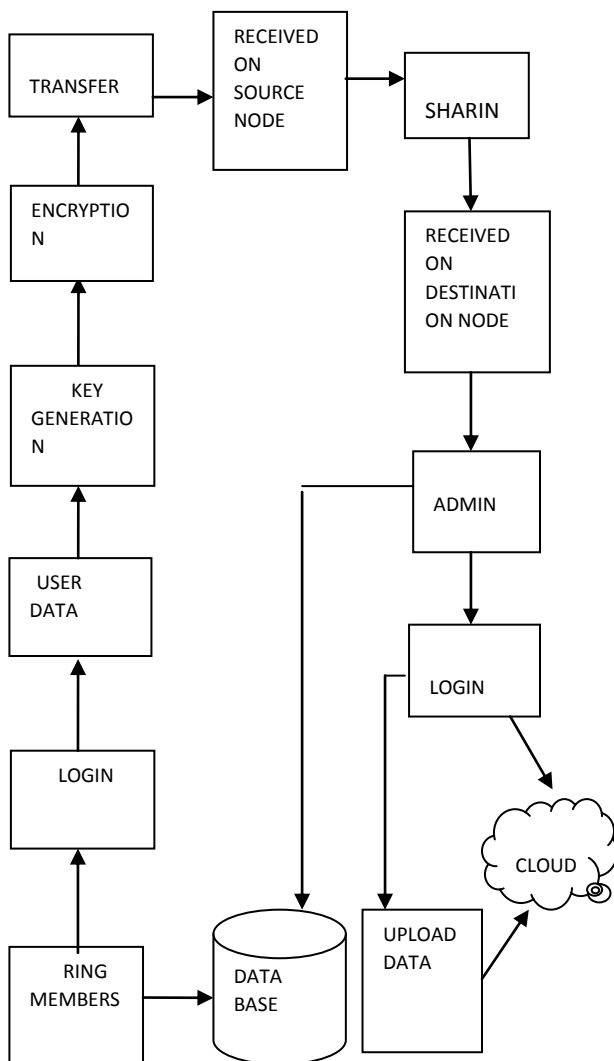 TRANSFER
RECEIVED
ON
SOURCE
NODE
SHARIN
ENCRYPTIO
N
RECEIVED
ON
DESTINATI
ON NODE
KEY
GENERATIO
N
ADMIN
USER
DATA
LOGIN
LOGIN
CLOUD
RING
MEMBERS
DATA
BASE
UPLOAD
DATA